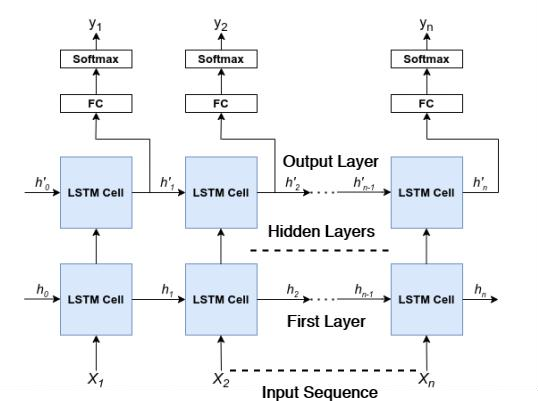 y1 y2 yn
Softmax Softmax Softmax
FC FC FC
Output Layer
h'0 LSTM Cell h'1 LSTM Cell h'2 ..... h'n-1 LSTM Cell h'n
Hidden Layers
h0 LSTM Cell h1 LSTM Cell h2 ..... hn-1 LSTM Cell hn
First Layer
X1 X2 Xn
Input Sequence